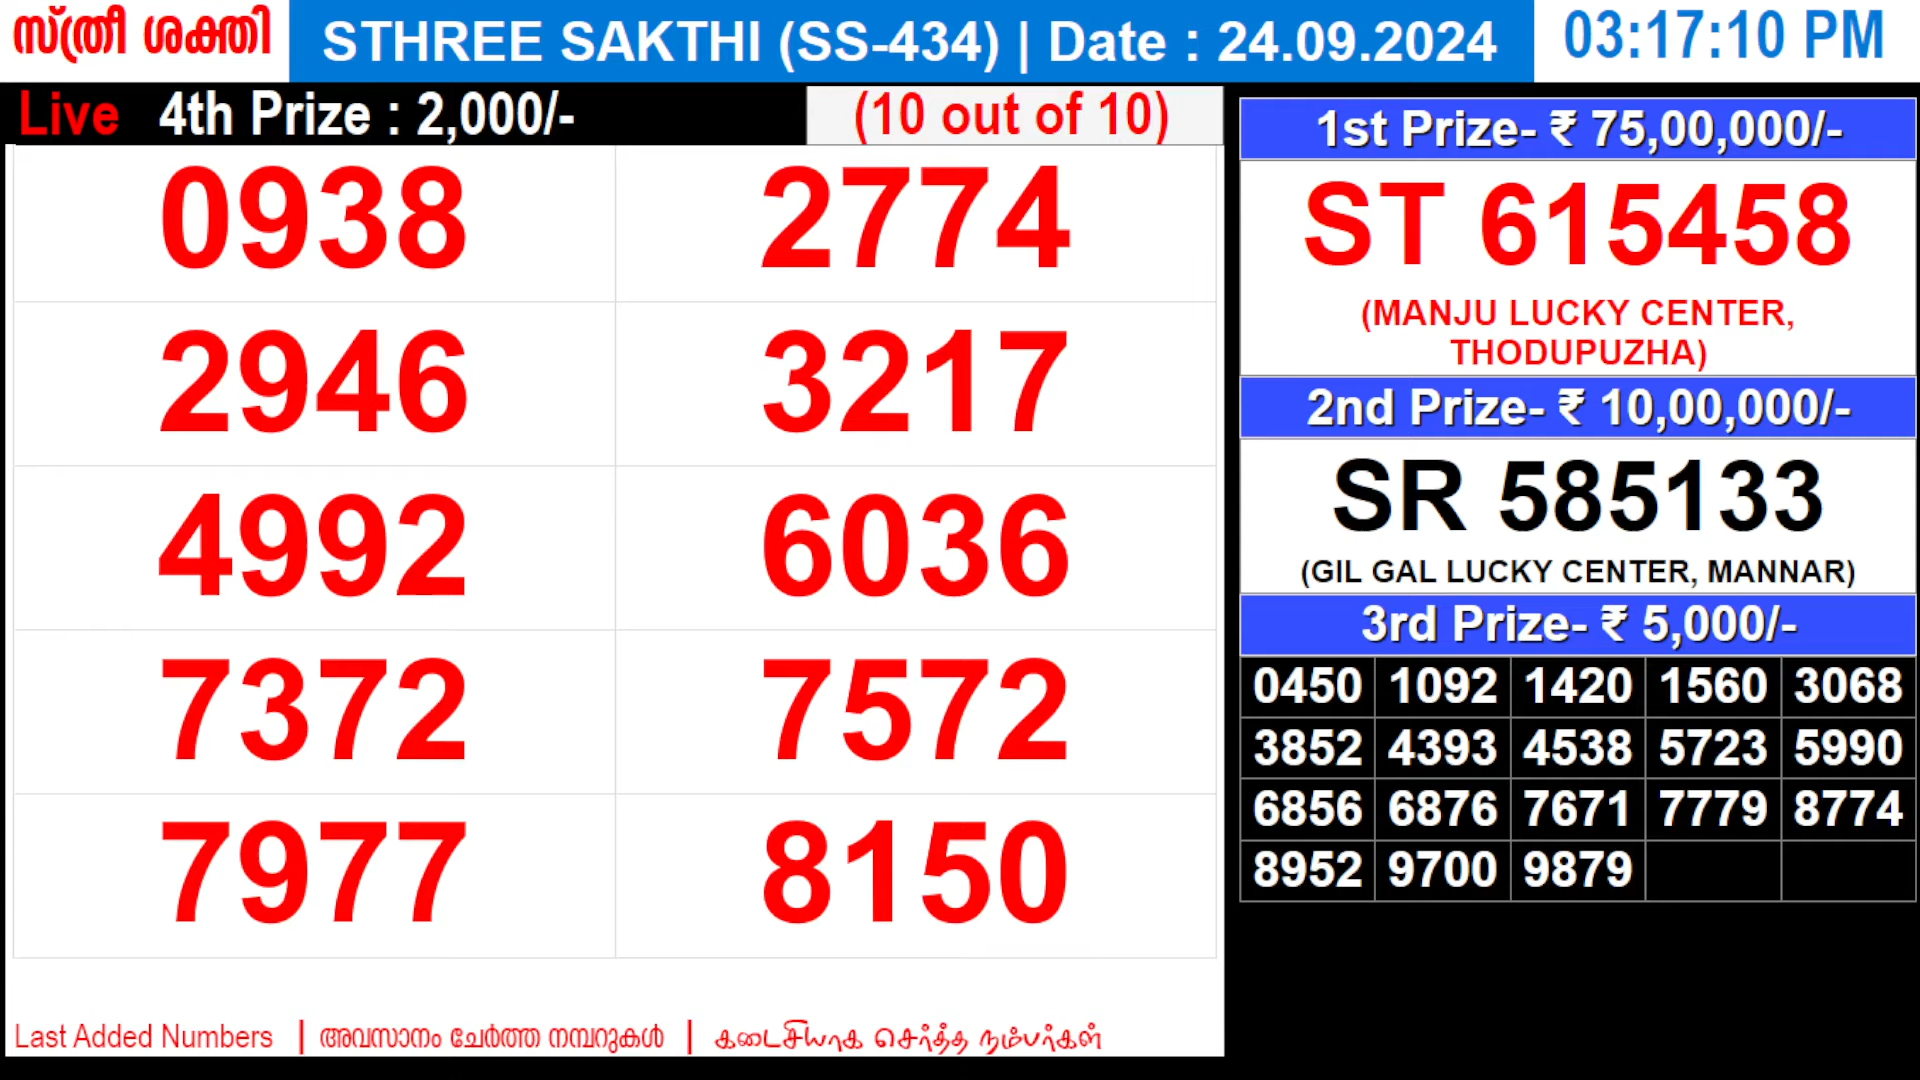 സ്ത്രീ ശക്തി STHREE SAKTHI (SS-434) | Date : 24.09.2024 03:17:10 PM
Live 4th Prize : 2,000/- (10 out of 10)
0938 2774
2946 3217
4992 6036
7372 7572
7977 8150
Last Added Numbers | അവസാനം ചേർത്ത നമ്പറുകൾ | கடைசியாக சேர்த்த நம்பர்கள்
1st Prize- ₹ 75,00,000/-
ST 615458
(MANJU LUCKY CENTER,
THODUPUZHA)
2nd Prize- ₹ 10,00,000/-
SR 585133
(GIL GAL LUCKY CENTER, MANNAR)
3rd Prize- ₹ 5,000/-
0450 1092 1420 1560 3068
3852 4393 4538 5723 5990
6856 6876 7671 7779 8774
8952 9700 9879